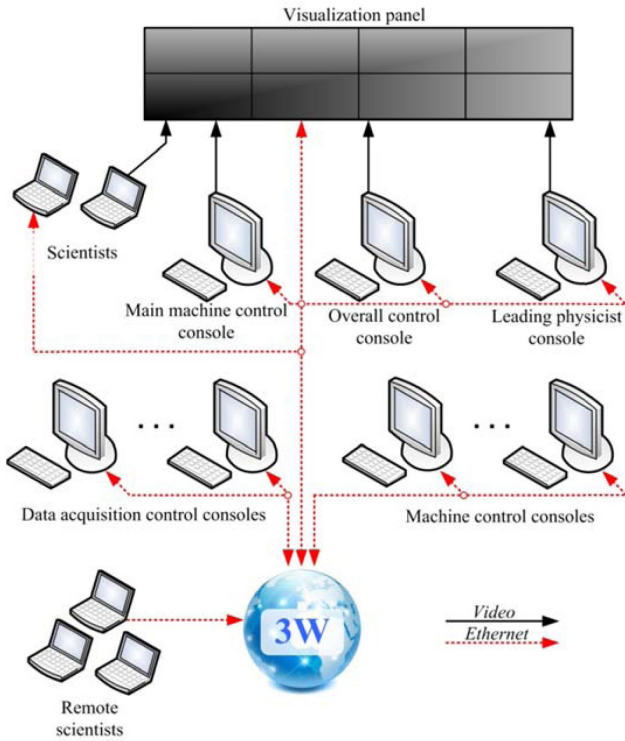 Visualization panel
Scientists
Main machine control
console
Overall control
console
Leading physicist
console
. . .
. . .
Data acquisition control consoles
Machine control consoles
3W
Video
Ethernet
Remote
scientists